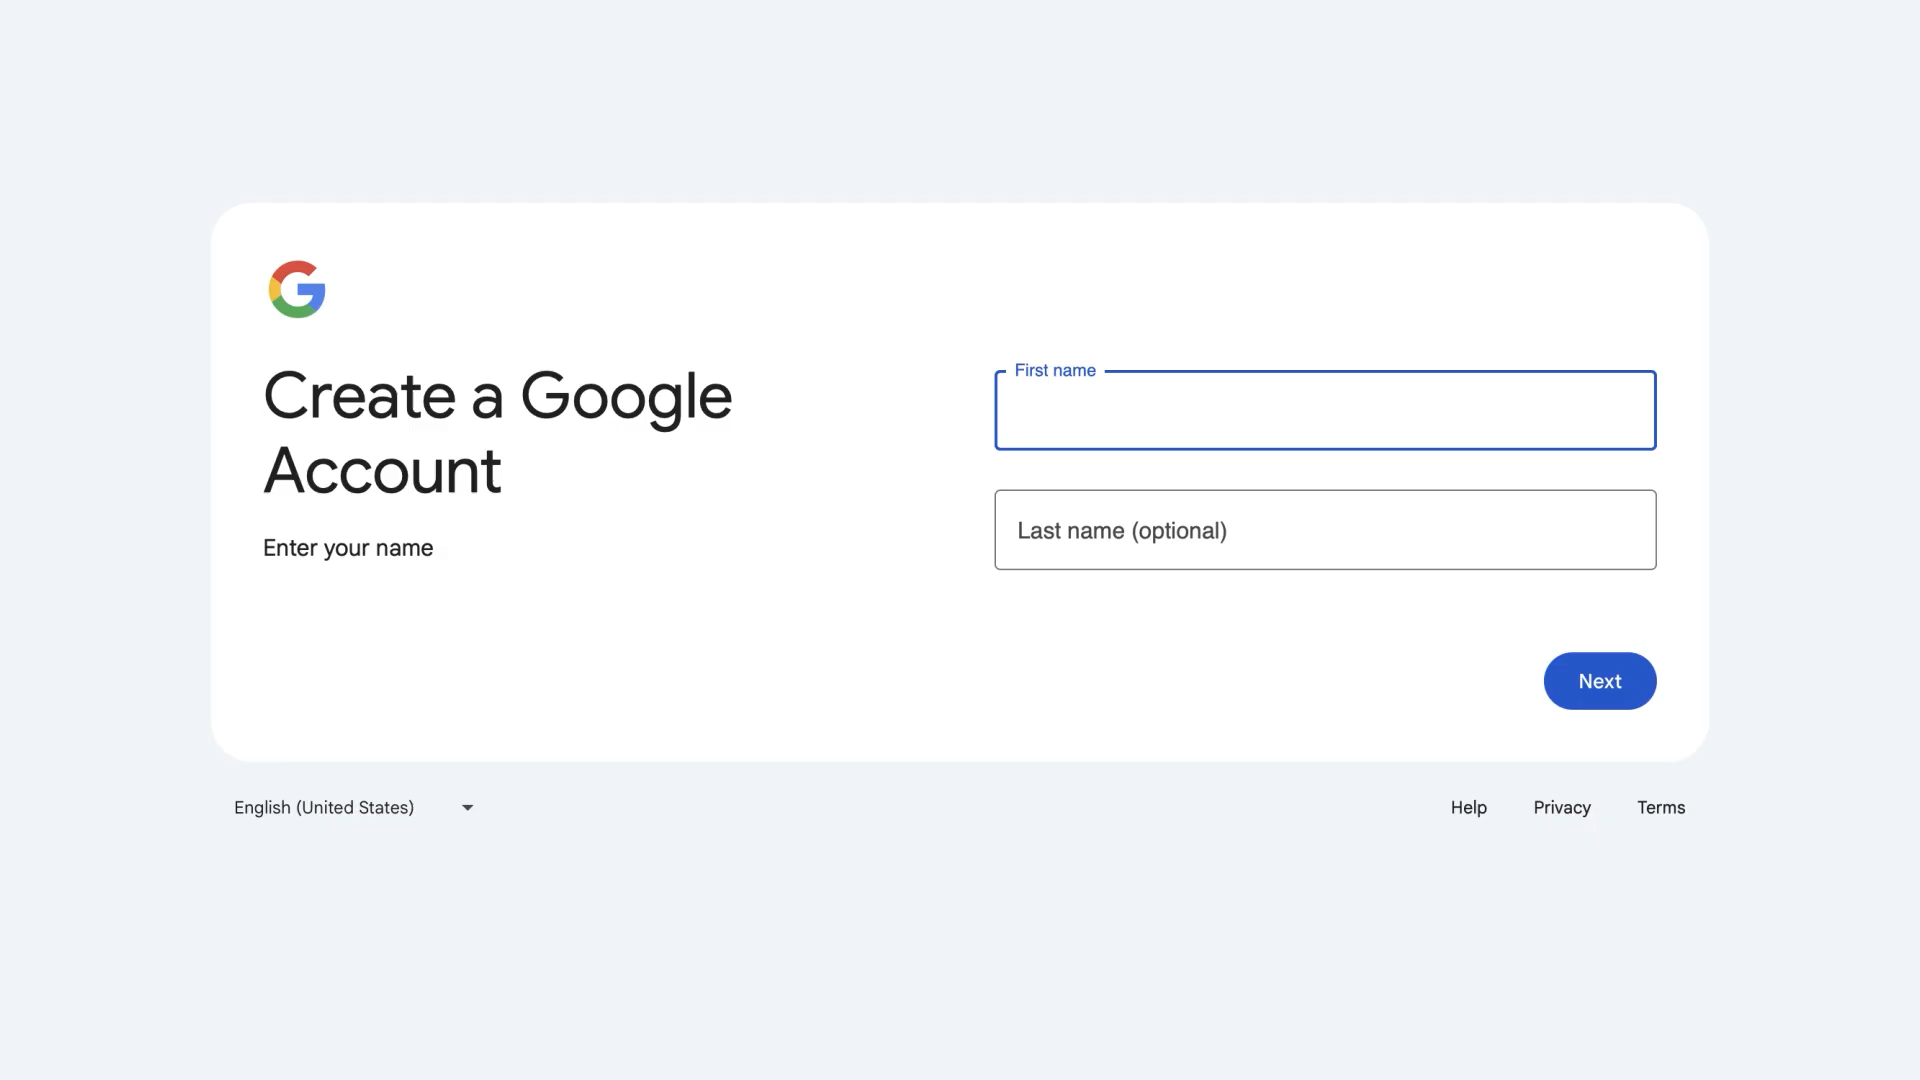 Create a Google
Account
Enter your name
First name
Last name (optional)
Next
English (United States)
Help
Privacy
Terms